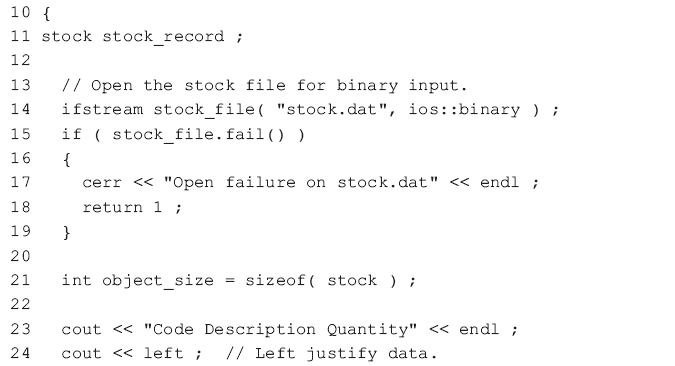 10 {
11 stock stock_record ;
12
13 // Open the stock file for binary input.
14 ifstream stock_file( "stock.dat", ios::binary ) ;
15 if ( stock_file.fail() )
16 {
17 cerr << "Open failure on stock.dat" << endl ;
18 return 1 ;
19 }
20
21 int object_size = sizeof( stock ) ;
22
23 cout << "Code Description Quantity" << endl ;
24 cout << left ; // Left justify data.